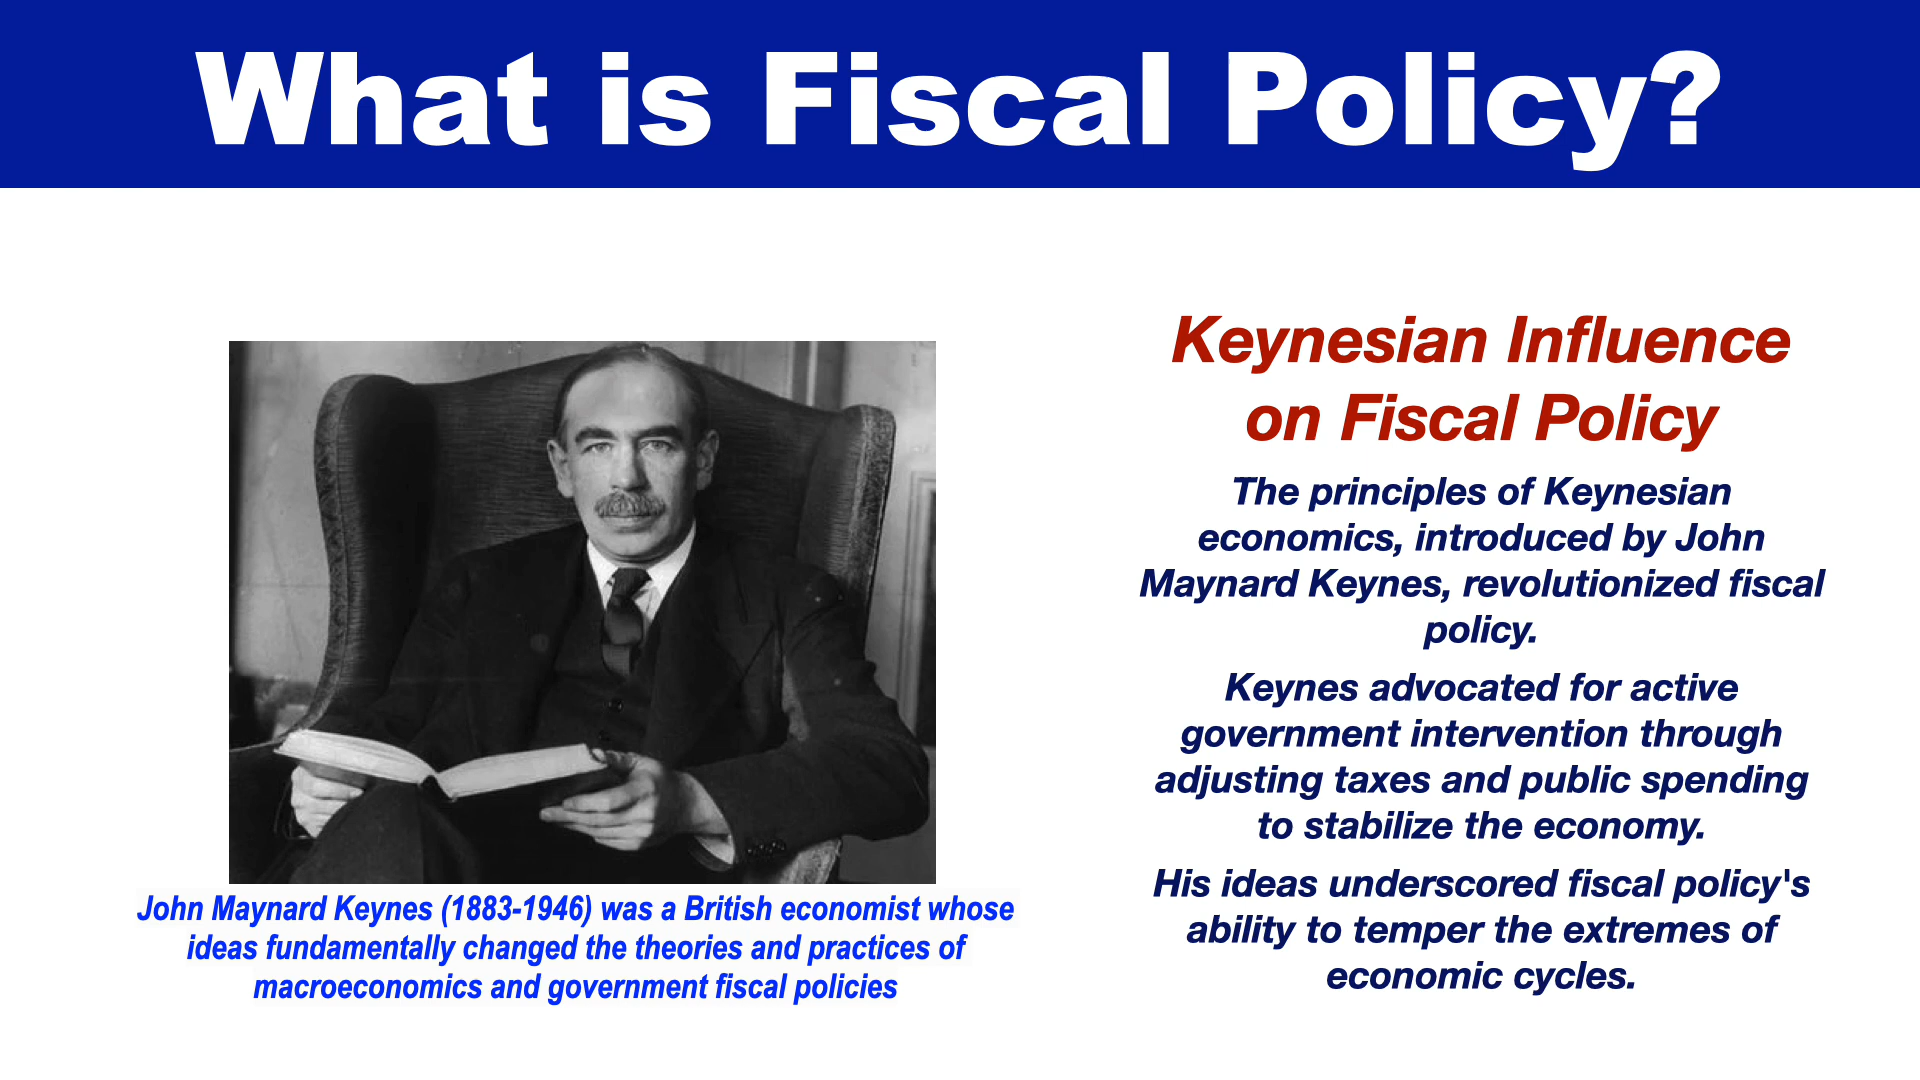 What is Fiscal Policy?
Keynesian Influence
on Fiscal Policy
The principles of Keynesian
economics, introduced by John
Maynard Keynes, revolutionized fiscal
policy.
Keynes advocated for active
government intervention through
adjusting taxes and public spending
to stabilize the economy.
His ideas underscored fiscal policy's
ability to temper the extremes of
economic cycles.
John Maynard Keynes (1883-1946) was a British economist whose
ideas fundamentally changed the theories and practices of
macroeconomics and government fiscal policies